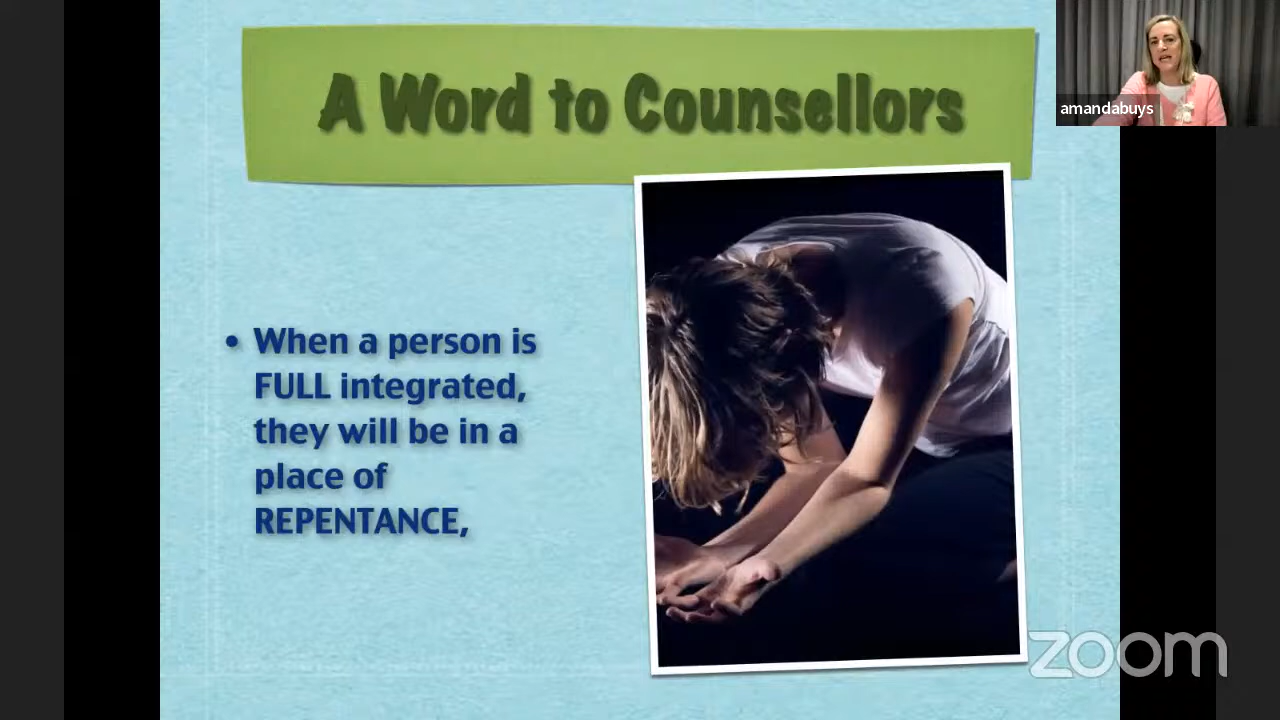 A Word to Counsellors
amandabuys
• When a person is
FULL integrated,
they will be in a
place of
REPENTANCE,
zoom